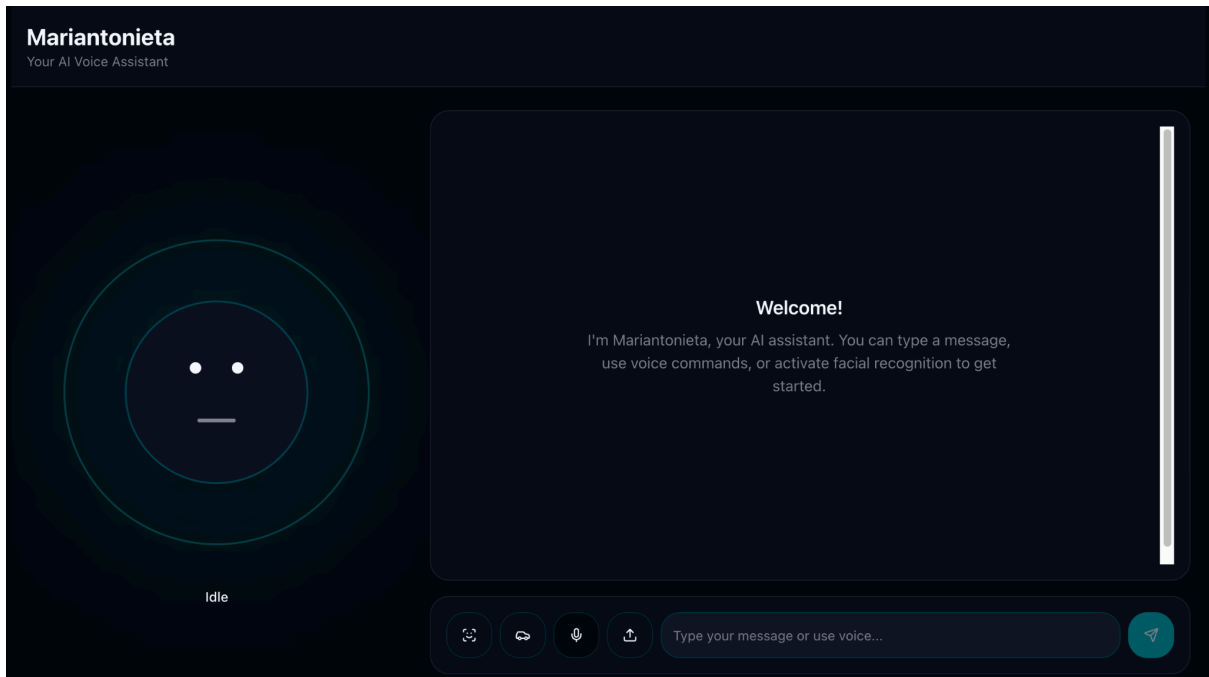 Mariantonieta
Your AI Voice Assistant
Welcome!
I'm Mariantonieta, your AI assistant. You can type a message,
use voice commands, or activate facial recognition to get
started.
Idle
Type your message or use voice...